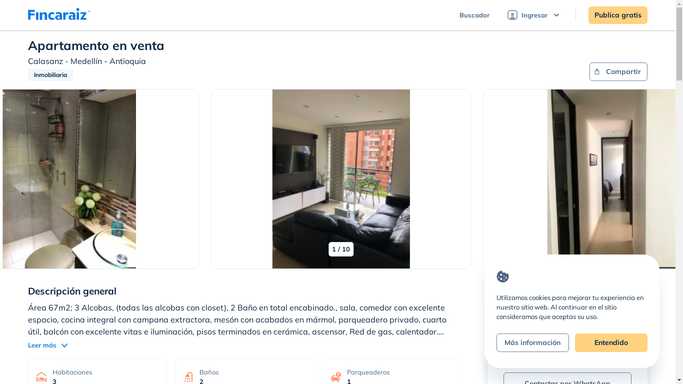 Fincaraiz
Buscador
Ingresar
Publica gratis
Apartamento en venta
Calasanz - Medellín - Antioquia
Inmobiliaria
Compartir
1 / 10
Descripción general
Área 67m2; 3 Alcobas, (todas las alcobas con closet), 2 Baño en total encabinado., sala, comedor con excelente
espacio, cocina integral con campana extractora, mesón con acabados en mármol, parqueadero privado, cuarto
útil, balcón con excelente vitas e iluminación, pisos terminados en cerámica, ascensor, Red de gas, calentador....
Leer más
Habitaciones
3
Baños
2
Parqueaderos
1
Utilizamos cookies para mejorar tu experiencia en
nuestro sitio web. Al continuar en el sitio
consideramos que aceptas su uso.
Más información
Entendido
Contactar por WhatsApp